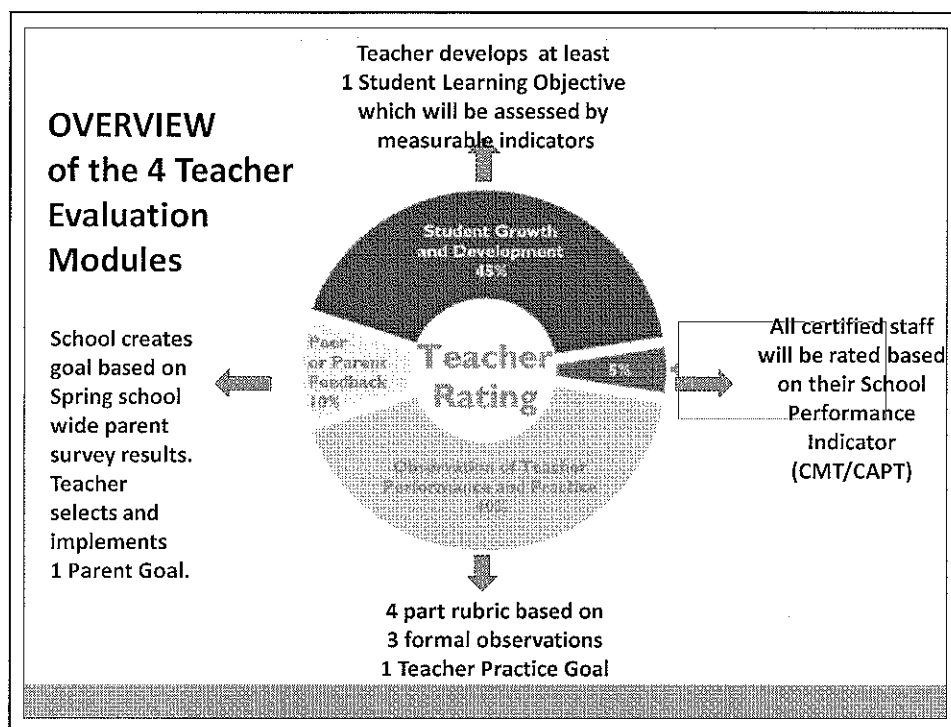 Teacher develops at least
1 Student Learning Objective
which will be assessed by
measurable indicators
OVERVIEW
of the 4 Teacher
Evaluation
Modules
Student Growth
and Development
45%
School creates
goal based on
Spring school
wide parent
survey results.
Teacher
selects and
implements
1 Parent Goal.
Peer
or Parent
Feedback
10%
Teacher
Rating
5%
All certified staff
will be rated based
on their School
Performance
Indicator
(CMT/CAPT)
Observation of Teacher
Performance and Practice
40%
4 part rubric based on
3 formal observations
1 Teacher Practice Goal